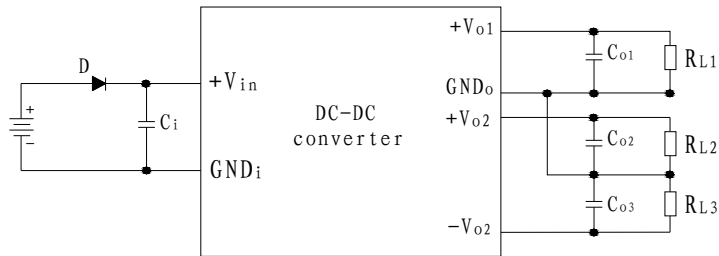 +Vo1
Co1
RL1
D
+Vin
GNDo
+
Ci
DC-DC
converter
+Vo2
Co2
RL2
-
GNDi
Co3
RL3
-Vo2